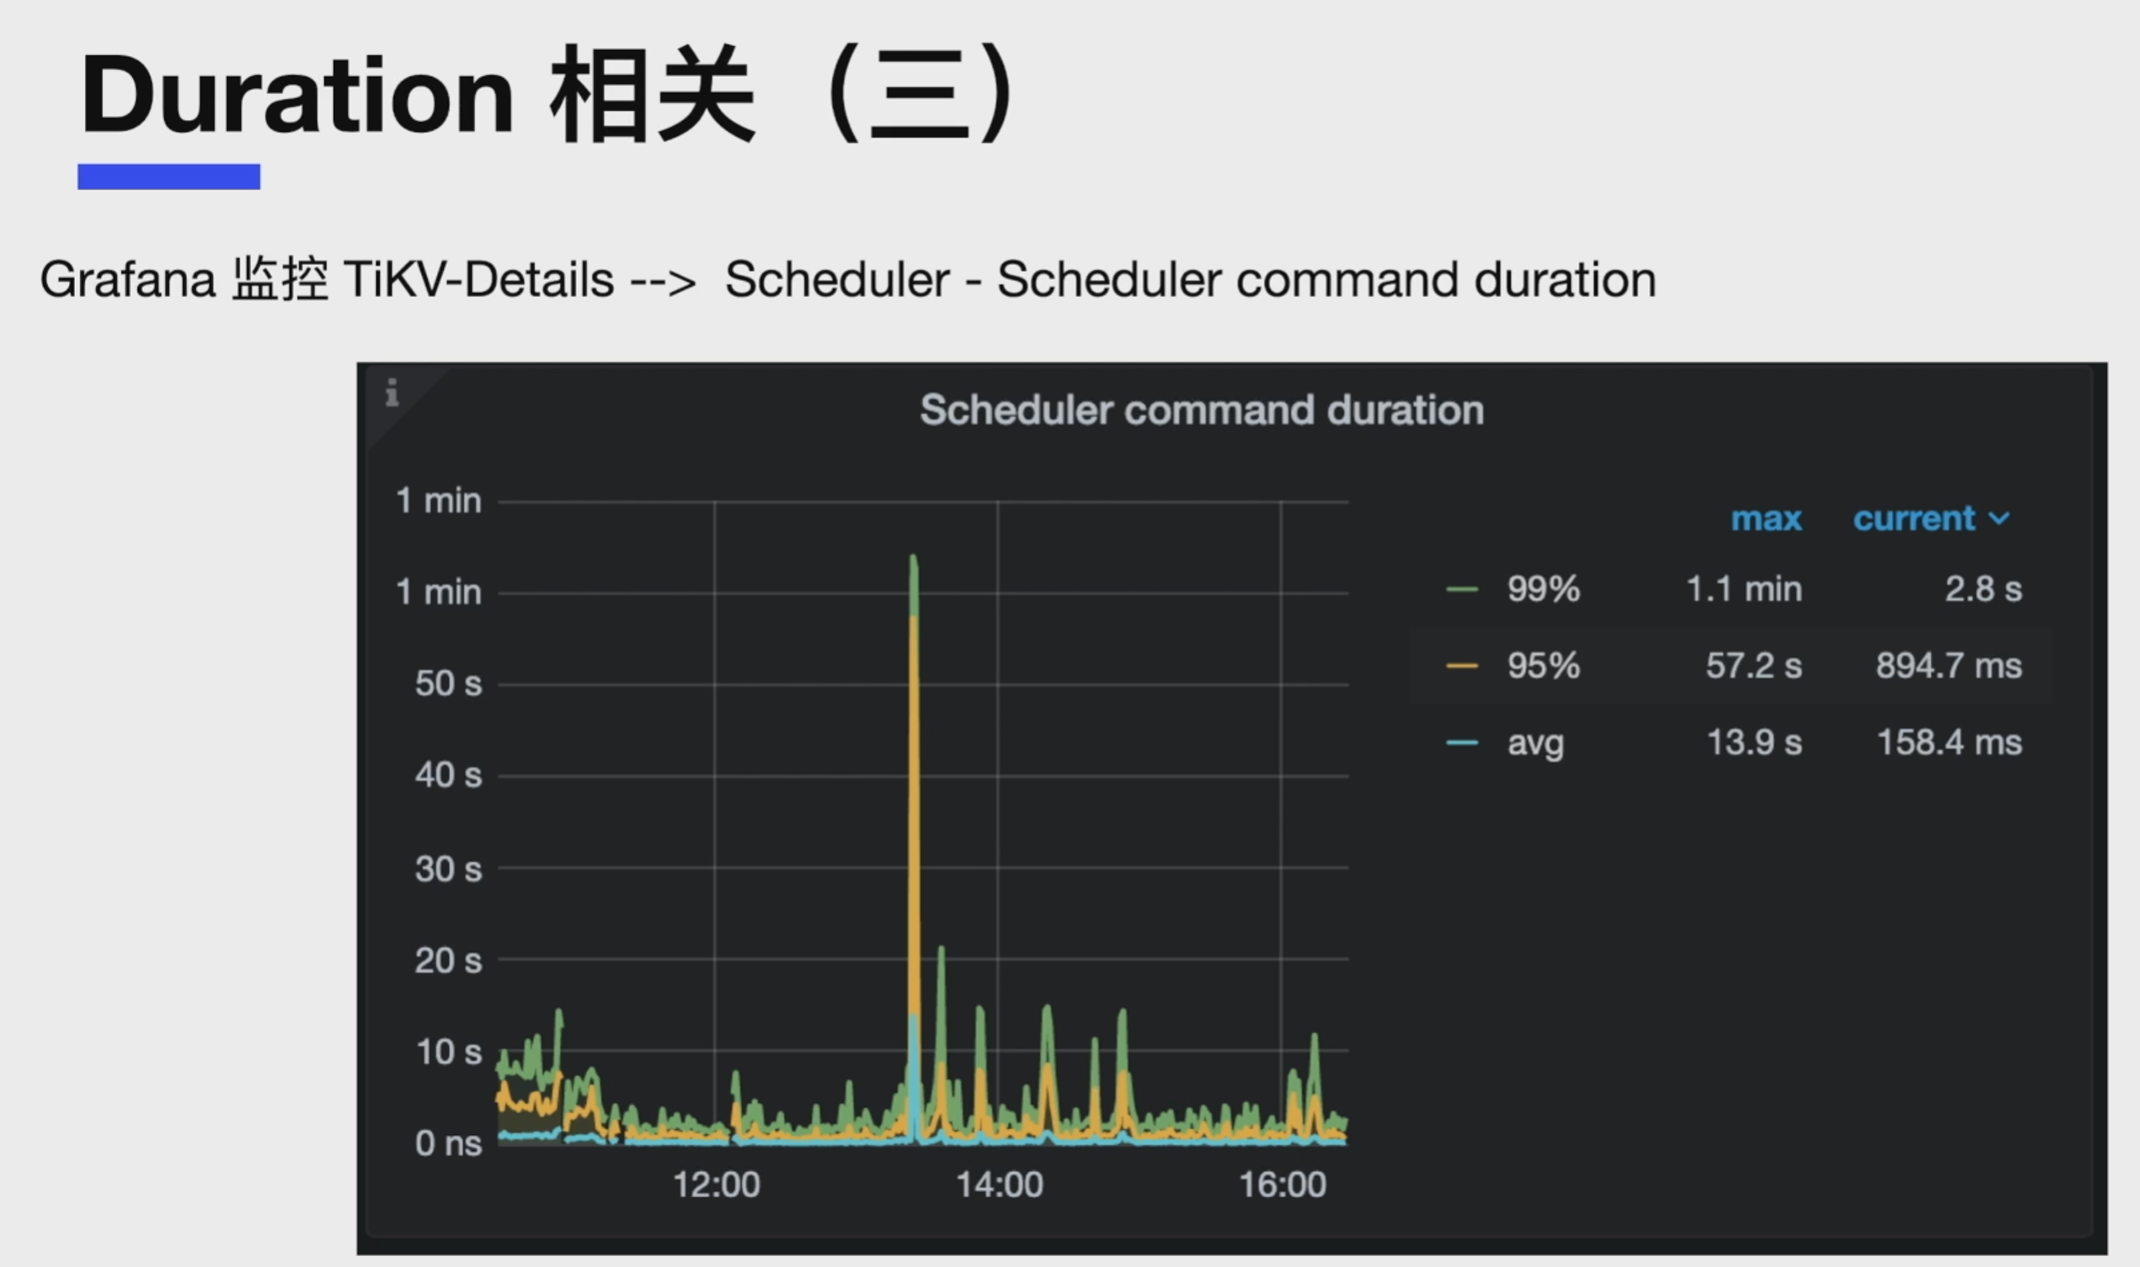 Duration 相关（三）
Grafana 监控 TiKV-Details --> Scheduler - Scheduler command duration
i
Scheduler command duration
1 min
1 min
50 s
40 s
30 s
20 s
10 s
0 ns
12:00 14:00 16:00
max current
99% 1.1 min 2.8 s
95% 57.2 s 894.7 ms
avg 13.9 s 158.4 ms